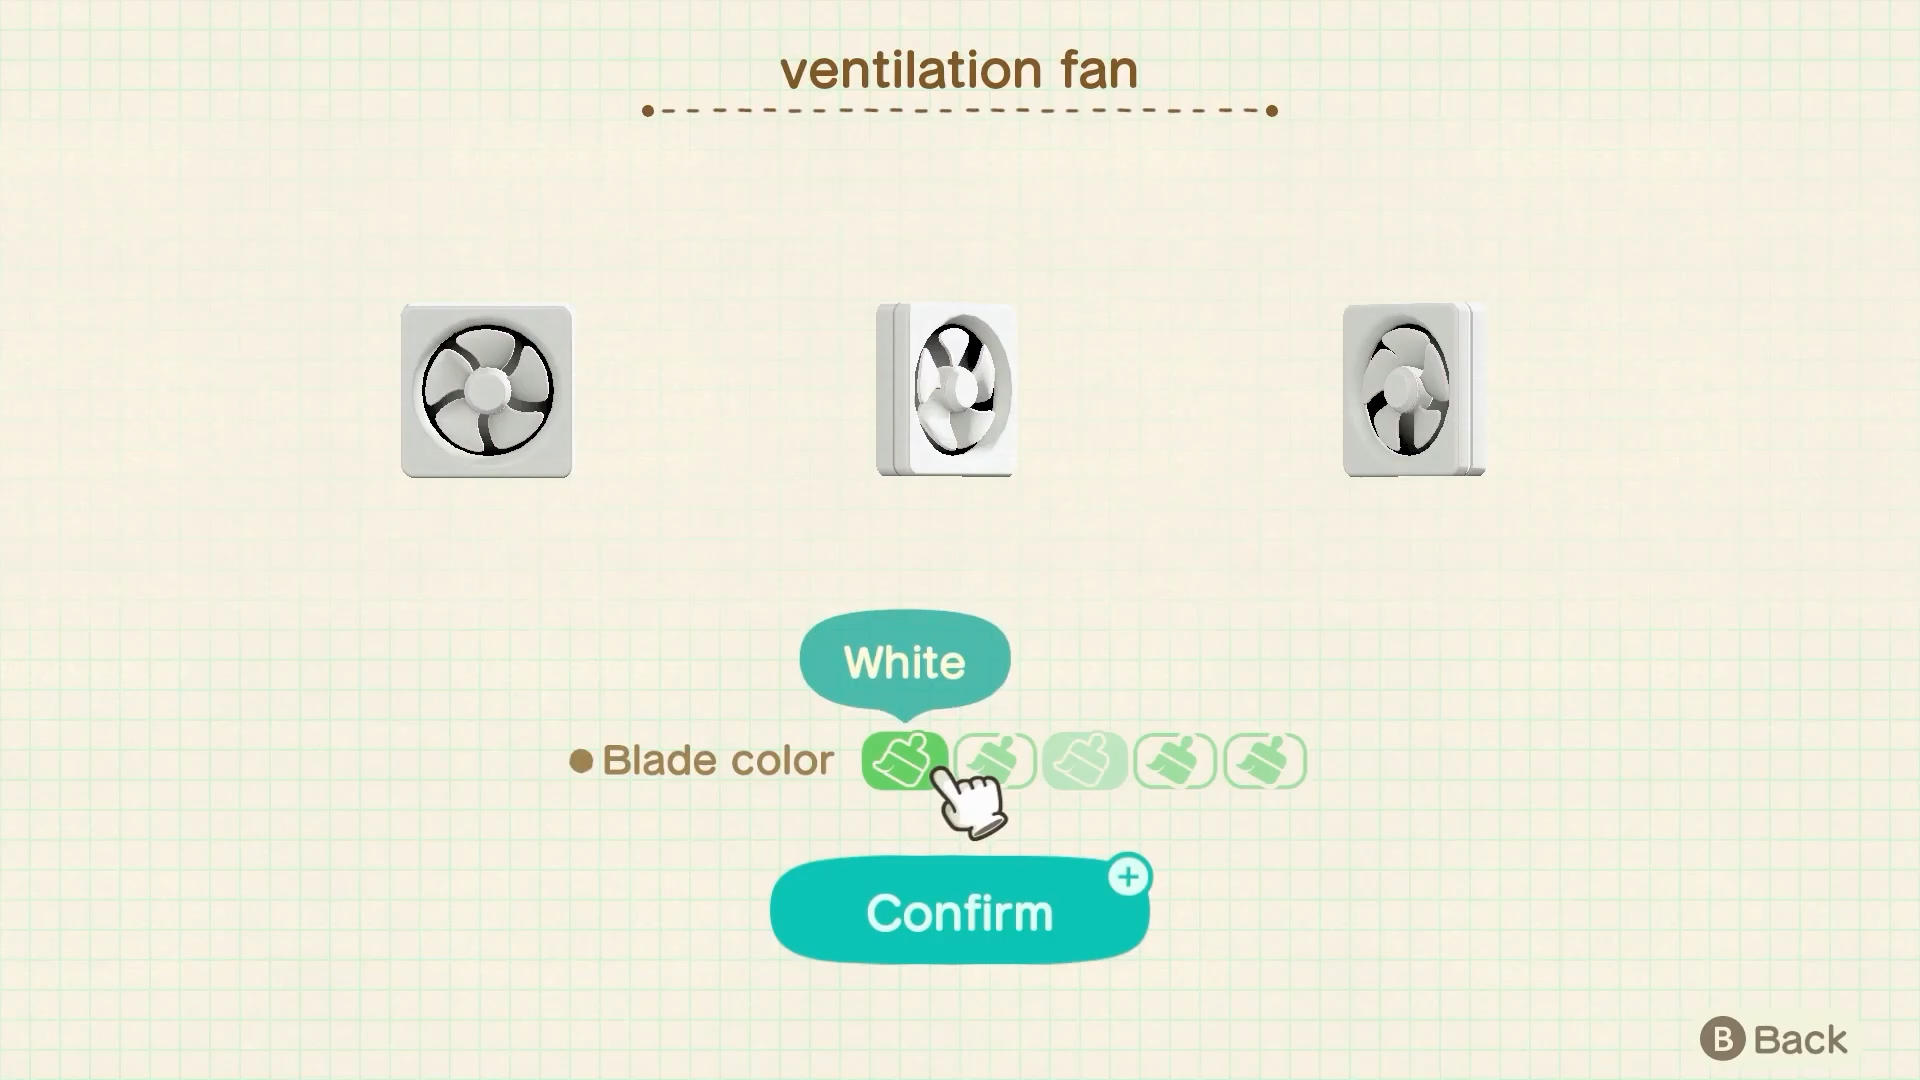 ventilation fan
White
Blade color
Confirm
B Back